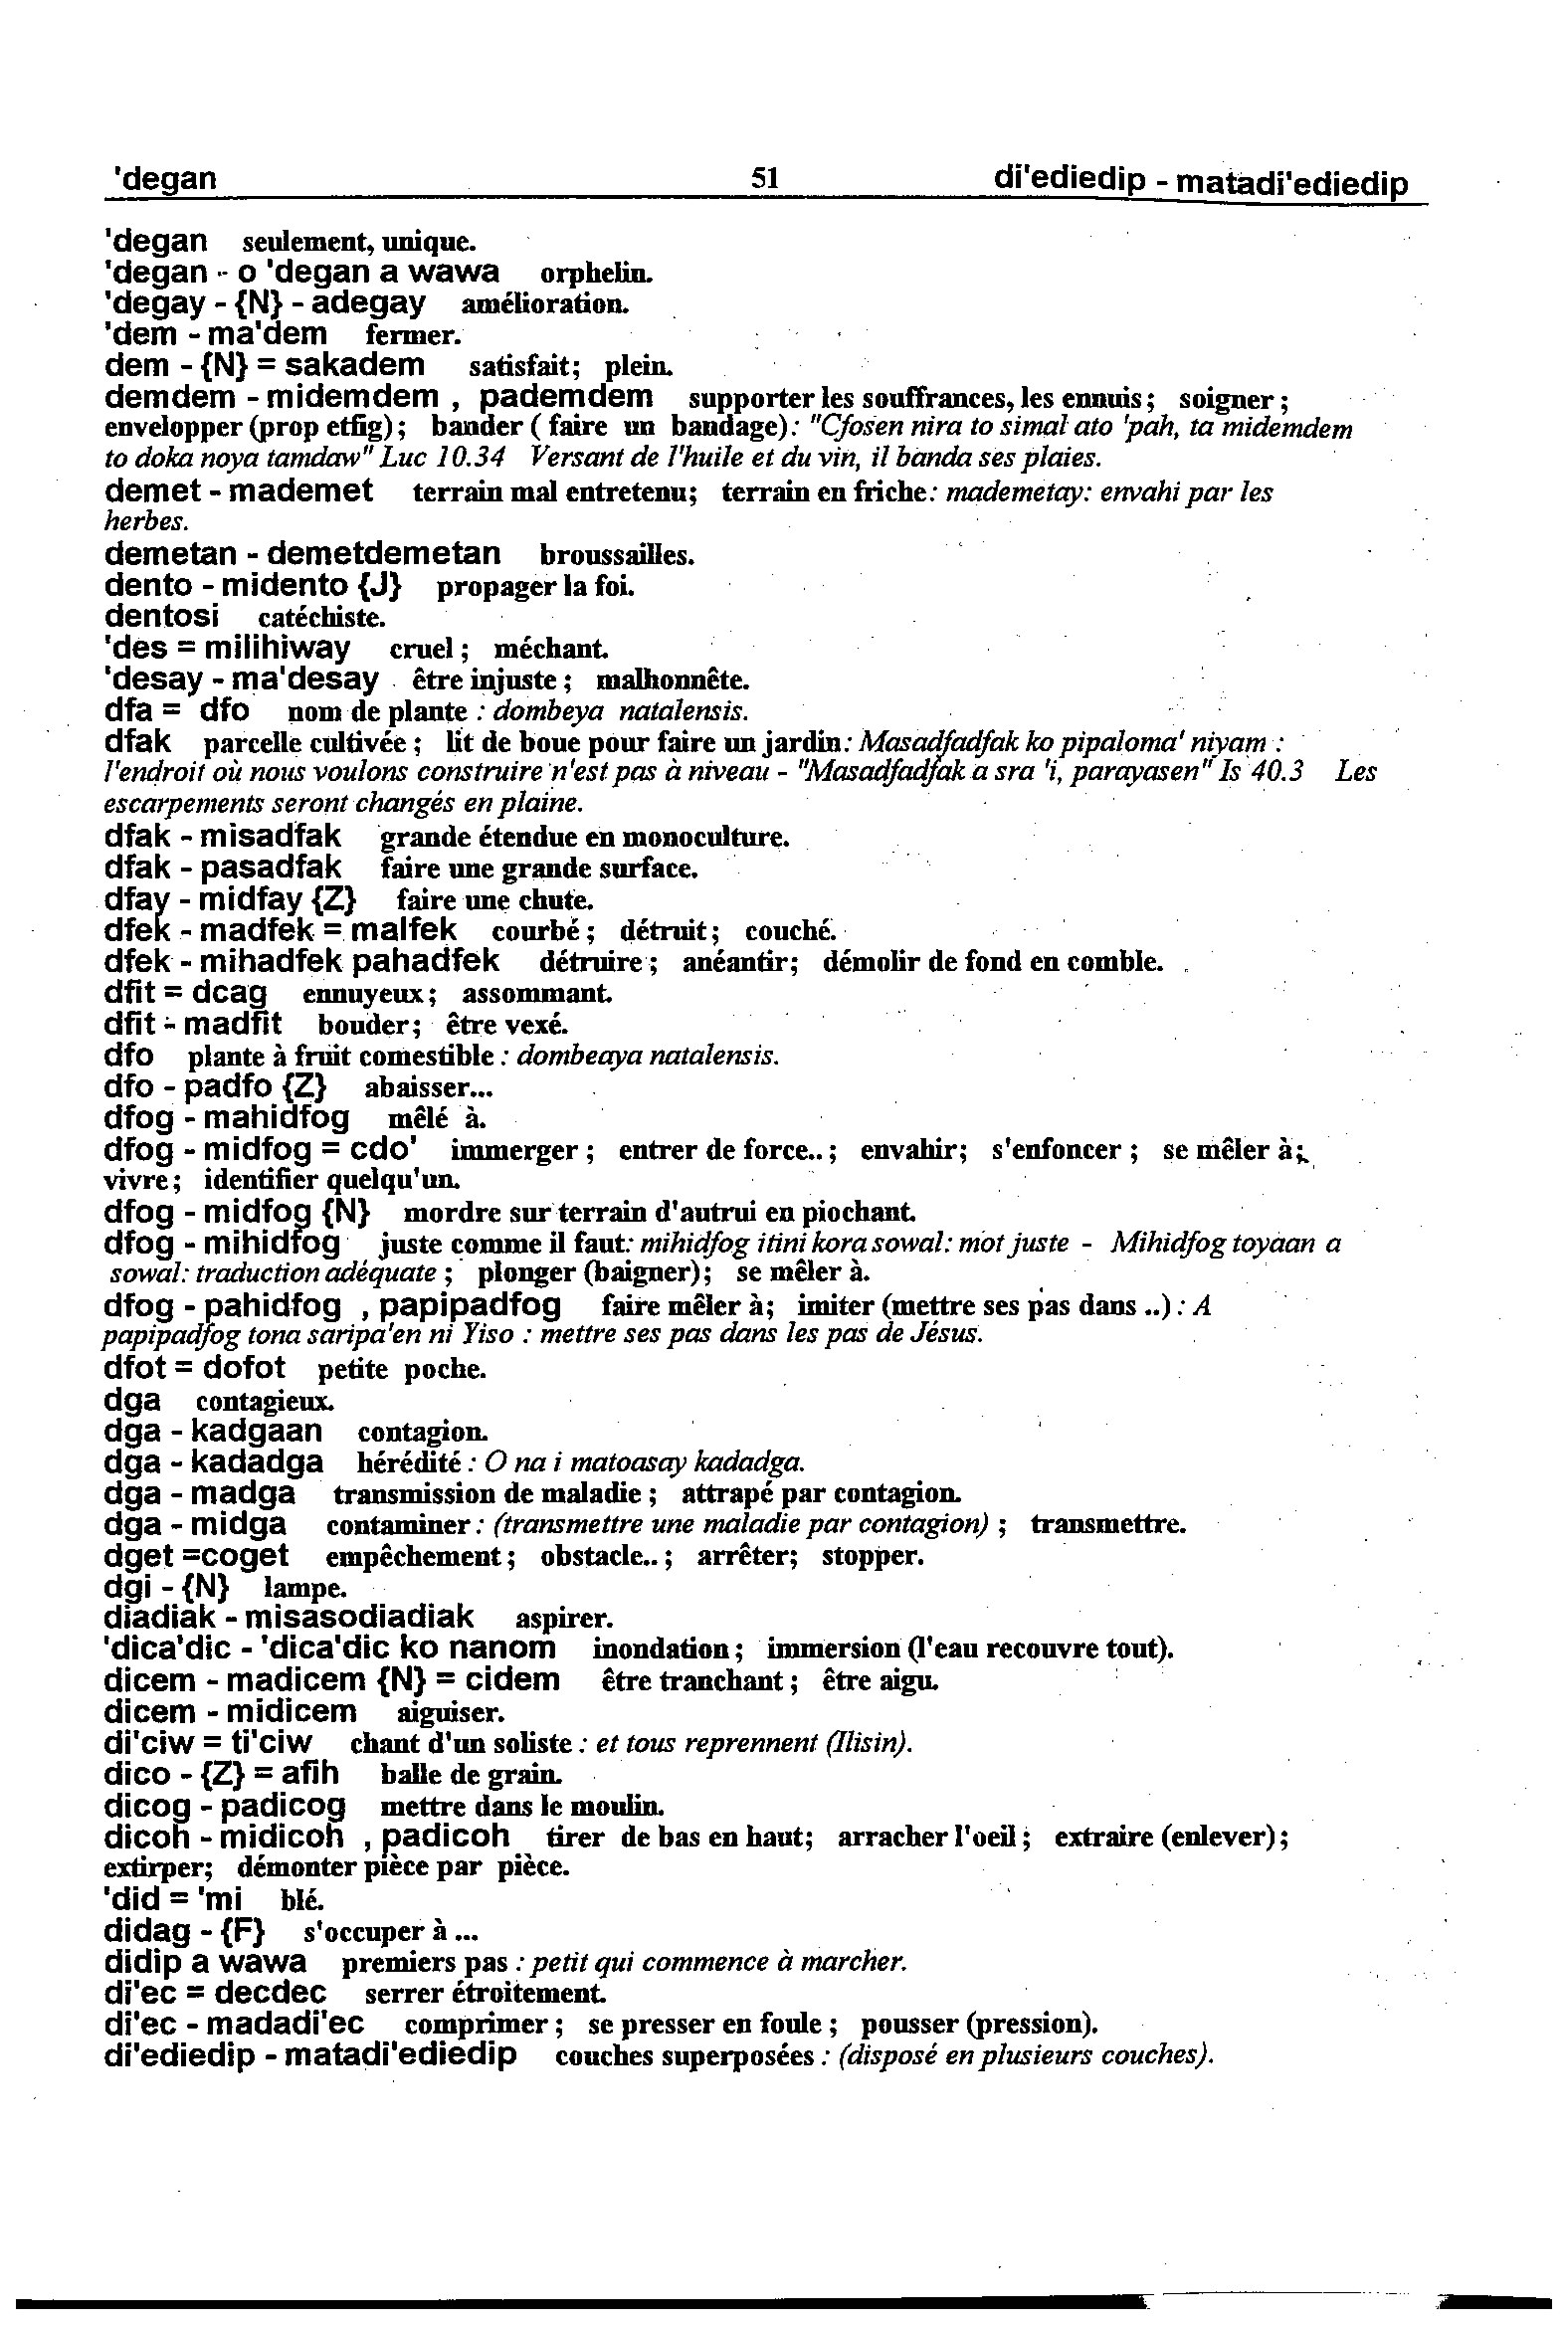 'degan 51 di'ediedip - matadi'ediedip
'degan seulement, unique.
'degan - o 'degan a wawa orphelin.
'degay - {N} - adegay amélioration.
'dem - ma'dem fermer.
dem - {N} = sakadem satisfait; plein.
demdem - midemdem , pademdem supporter les souffrances, les ennuis ; soigner ;
envelopper (prop etfig) ; bander ( faire un bandage) : "Cfosen nira to simal ato 'pah, ta midemdem
to doka noya tamdaw" Luc 10.34 Versant de l'huile et du vin, il banda ses plaies.
demet - mademet terrain mal entretenu; terrain en friche : mademetay: envahi par les
herbes.
demetan - demetdemetan broussailles.
dento - midento {J} propager la foi.
dentosi catéchiste.
'des = milihiway cruel ; méchant.
'desay - ma'desay être injuste ; malhonnête.
dfa = dfo nom de plante : dombeya natalensis.
dfak parcelle cultivée ; lit de boue pour faire un jardin : Masadfadfak ko pipaloma' niyam :
l'endroit où nous voulons construire n'est pas à niveau - "Masadfadfak a sra 'i, parayasen" Is 40.3 Les
escarpements seront changés en plaine.
dfak - misadfak grande étendue en monoculture.
dfak - pasadfak faire une grande surface.
dfay - midfay {Z} faire une chute.
dfek - madfek = malfek courbé ; détruit ; couché.
dfek - mihadfek pahadfek détruire ; anéantir; démolir de fond en comble.
dfit = dcag ennuyeux ; assommant.
dfit - madfit bouder; être vexé.
dfo plante à fruit comestible : dombeaya natalensis.
dfo - padfo {Z} abaisser...
dfog - mahidfog mêlé à.
dfog - midfog = cdo' immerger ; entrer de force.. ; envahir; s'enfoncer ; se mêler à ;
vivre ; identifier quelqu'un.
dfog - midfog {N} mordre sur terrain d'autrui en piochant.
dfog - mihidfog juste comme il faut: mihidfog itini kora sowal: mot juste - Mihidfog toyaan a
sowal: traduction adéquate ; plonger (baigner) ; se mêler à.
dfog - pahidfog , papipadfog faire mêler à; imiter (mettre ses pas dans ..) : A
papipadfog tona saripa'en ni Yiso : mettre ses pas dans les pas de Jésus.
dfot = dofot petite poche.
dga contagieux.
dga - kadgaan contagion.
dga - kadadga hérédité : O na i matoasay kadadga.
dga - madga transmission de maladie ; attrapé par contagion.
dga - midga contaminer : (transmettre une maladie par contagion) ; transmettre.
dget =coget empêchement ; obstacle.. ; arrêter; stopper.
dgi - {N} lampe.
diadiak - misasodiadiak aspirer.
'dica'dic - 'dica'dic ko nanom inondation ; immersion (l'eau recouvre tout).
dicem - madicem {N} = cidem être tranchant ; être aigu.
dicem - midicem aiguiser.
di'ciw = ti'ciw chant d'un soliste : et tous reprennent (Ilisin).
dico - {Z} = afih balle de grain.
dicog - padicog mettre dans le moulin.
dicoh - midicoh , padicoh tirer de bas en haut; arracher l'oeil ; extraire (enlever) ;
extirper; démonter pièce par pièce.
'did = 'mi blé.
didag - {F} s'occuper à ...
didip a wawa premiers pas : petit qui commence à marcher.
di'ec = decdec serrer étroitement.
di'ec - madadi'ec comprimer ; se presser en foule ; pousser (pression).
di'ediedip - matadi'ediedip couches superposées : (disposé en plusieurs couches).